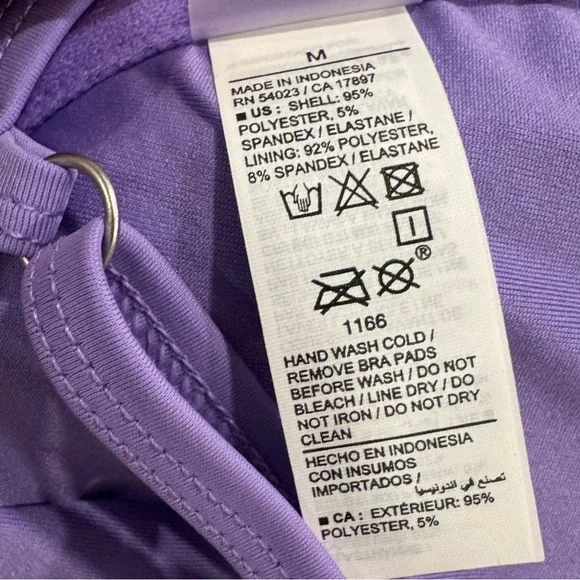 M
MADE IN INDONESIA
RN 54023 / CA 17897
■ US : SHELL: 95%
POLYESTER, 5%
SPANDEX / ELASTANE /
LINING: 92% POLYESTER,
8% SPANDEX / ELASTANE
®
1166
HAND WASH COLD /
REMOVE BRA PADS
BEFORE WASH / DO NOT
BLEACH / LINE DRY / DO
NOT IRON / DO NOT DRY
CLEAN
HECHO EN INDONESIA
CON INSUMOS
IMPORTADOS / تصنع في اندونيسيا
■ CA : EXTÉRIEUR: 95%
POLYESTER, 5%